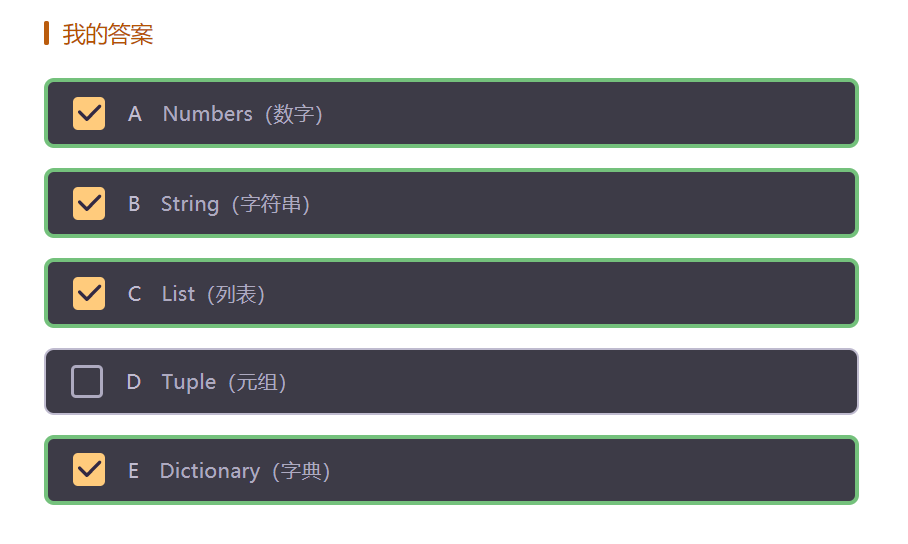 我的答案
A Numbers（数字）
B String（字符串）
C List（列表）
D Tuple（元组）
E Dictionary（字典）